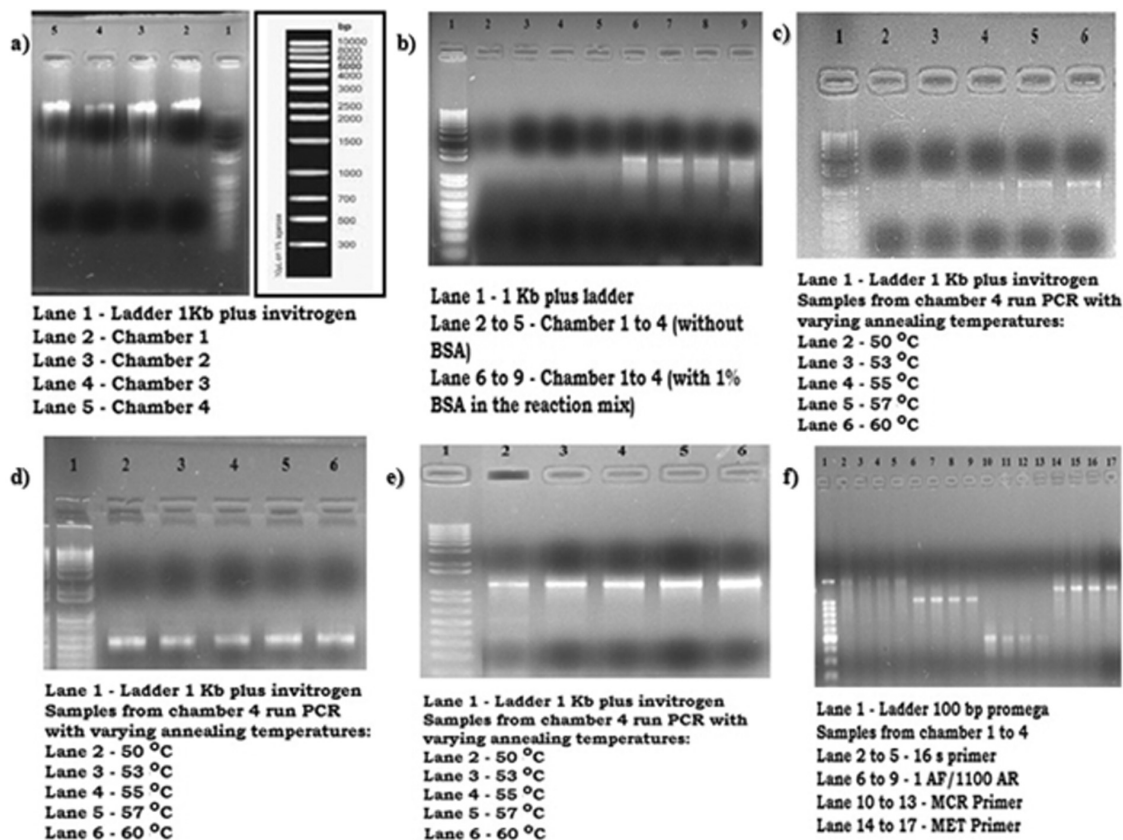 a)
5 4 3 2 1
bp
10000
8000
6000
5000
4000
3000
2500
2000
1500
1000
700
500
300
Lane 1 - Ladder 1Kb plus invitrogen
Lane 2 - Chamber 1
Lane 3 - Chamber 2
Lane 4 - Chamber 3
Lane 5 - Chamber 4
b)
1 2 3 4 5 6 7 8 9
Lane 1 - 1 Kb plus ladder
Lane 2 to 5 - Chamber 1 to 4 (without
BSA)
Lane 6 to 9 - Chamber 1to 4 (with 1%
BSA in the reaction mix)
c)
1 2 3 4 5 6
Lane 1 - Ladder 1 Kb plus invitrogen
Samples from chamber 4 run PCR with
varying annealing temperatures:
Lane 2 - 50 °C
Lane 3 - 53 °C
Lane 4 - 55 °C
Lane 5 - 57 °C
Lane 6 - 60 °C
d)
1 2 3 4 5 6
Lane 1 - Ladder 1 Kb plus invitrogen
Samples from chamber 4 run PCR
with varying annealing temperatures:
Lane 2 - 50 °C
Lane 3 - 53 °C
Lane 4 - 55 °C
Lane 5 - 57 °C
Lane 6 - 60 °C
e)
1 2 3 4 5 6
Lane 1 - Ladder 1 Kb plus invitrogen
Samples from chamber 4 run PCR with
varying annealing temperatures:
Lane 2 - 50 °C
Lane 3 - 53 °C
Lane 4 - 55 °C
Lane 5 - 57 °C
Lane 6 - 60 °C
f)
1 2 3 4 5 6 7 8 9 10 11 12 13 14 15 16 17
Lane 1 - Ladder 100 bp promega
Samples from chamber 1 to 4
Lane 2 to 5 - 16 s primer
Lane 6 to 9 - 1 AF/1100 AR
Lane 10 to 13 - MCR Primer
Lane 14 to 17 - MET Primer